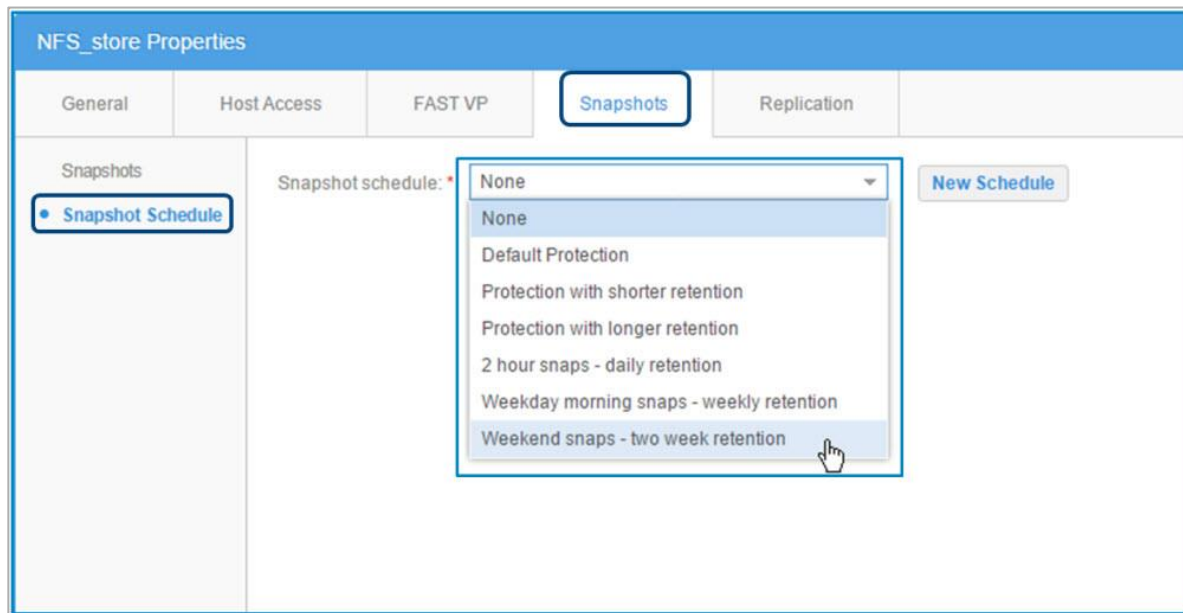 NFS_store Properties
General Host Access FAST VP Snapshots Replication
Snapshots
Snapshot Schedule
Snapshot schedule: * None New Schedule
None
Default Protection
Protection with shorter retention
Protection with longer retention
2 hour snaps - daily retention
Weekday morning snaps - weekly retention
Weekend snaps - two week retention